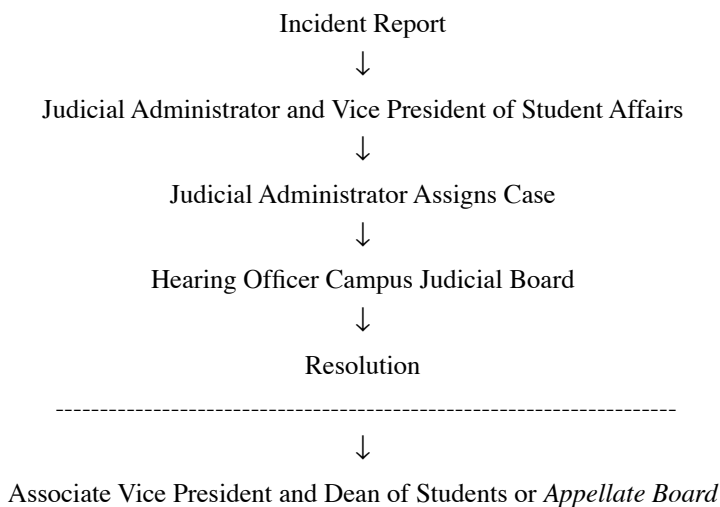 Incident Report
↓
Judicial Administrator and Vice President of Student Affairs
↓
Judicial Administrator Assigns Case
↓
Hearing Officer Campus Judicial Board
↓
Resolution
-----------------------------------------------------------------------
↓
Associate Vice President and Dean of Students or Appellate Board